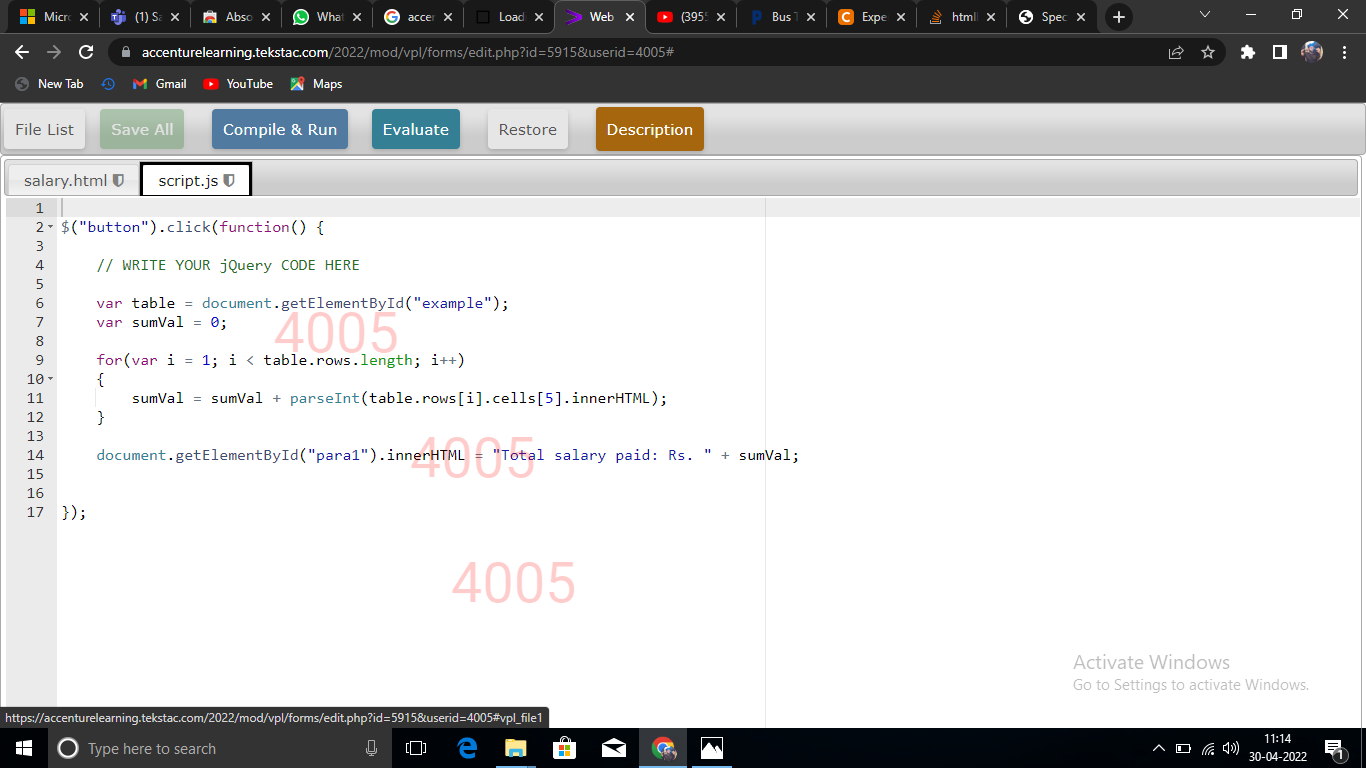 Micro
(1) Sa
Abso
What
accer
Load
Web
(3955
Bus T
Expe
html
Spec
accenturelearning.tekstac.com/2022/mod/vpl/forms/edit.php?id=5915&userid=4005#
New Tab
Gmail
YouTube
Maps
File List
Save All
Compile & Run
Evaluate
Restore
Description
salary.html
script.js
1
2 $("button").click(function() {
3
4 // WRITE YOUR jQuery CODE HERE
5
6 var table = document.getElementById("example");
7 var sumVal = 0;
8
9 for(var i = 1; i < table.rows.length; i++)
10 {
11 sumVal = sumVal + parseInt(table.rows[i].cells[5].innerHTML);
12 }
13
14 document.getElementById("para1").innerHTML = "Total salary paid: Rs. " + sumVal;
15
16
17 });
4005
4005
4005
Activate Windows
Go to Settings to activate Windows.
https://accenturelearning.tekstac.com/2022/mod/vpl/forms/edit.php?id=5915&userid=4005#vpl_file1
Type here to search
11:14
30-04-2022
1